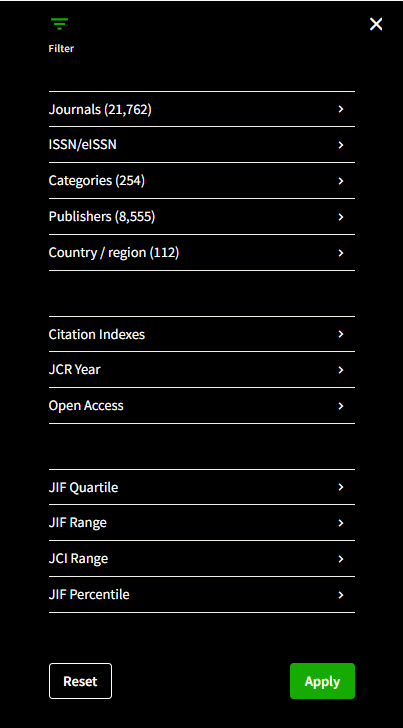 Filter
Journals (21,762)
ISSN/eISSN
Categories (254)
Publishers (8,555)
Country / region (112)
Citation Indexes
JCR Year
Open Access
JIF Quartile
JIF Range
JCI Range
JIF Percentile
Reset
Apply